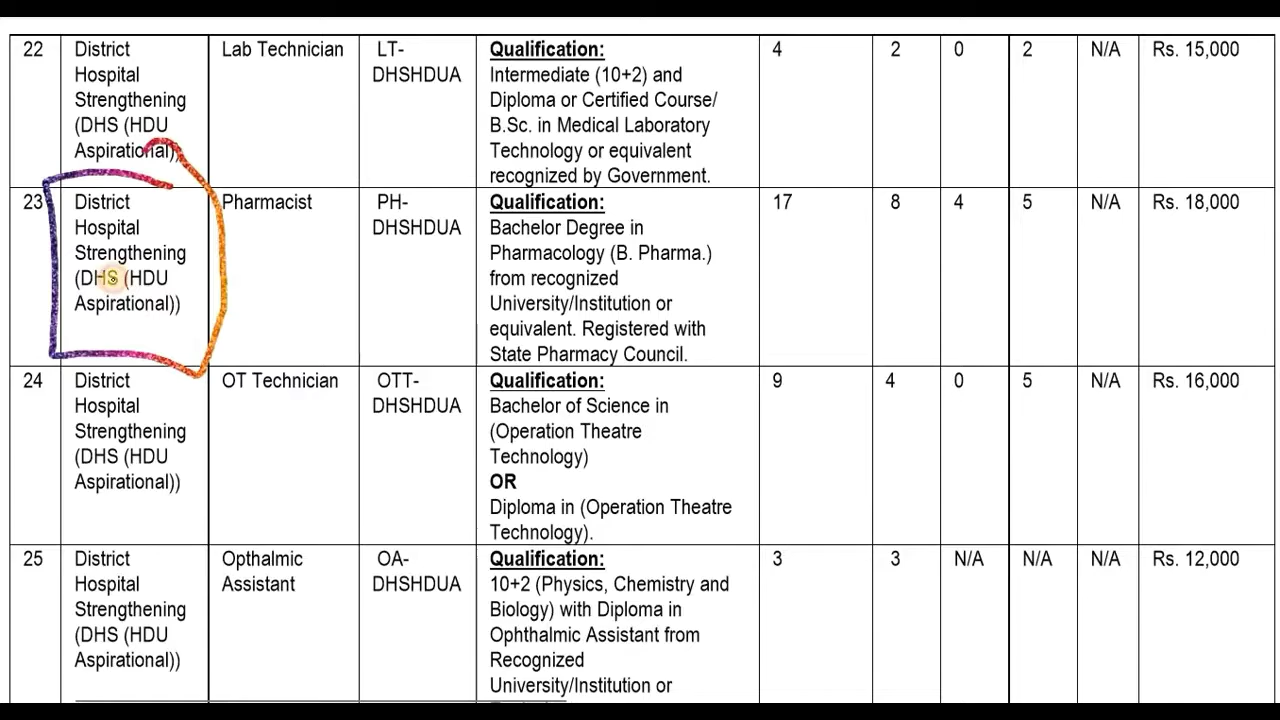 22 District Lab Technician LT- Qualification: 4 2 0 2 N/A Rs. 15,000
Hospital DHSHDUA Intermediate (10+2) and
Strengthening Diploma or Certified Course/
(DHS (HDU B.Sc. in Medical Laboratory
Aspirational)) Technology or equivalent
recognized by Government.
23 District Pharmacist PH- Qualification: 17 8 4 5 N/A Rs. 18,000
Hospital DHSHDUA Bachelor Degree in
Strengthening Pharmacology (B. Pharma.)
(DHS (HDU from recognized
Aspirational)) University/Institution or
equivalent. Registered with
State Pharmacy Council.
24 District OT Technician OTT- Qualification: 9 4 0 5 N/A Rs. 16,000
Hospital DHSHDUA Bachelor of Science in
Strengthening (Operation Theatre
(DHS (HDU Technology)
Aspirational)) OR
Diploma in (Operation Theatre
Technology).
25 District Opthalmic OA- Qualification: 3 3 N/A N/A N/A Rs. 12,000
Hospital Assistant DHSHDUA 10+2 (Physics, Chemistry and
Strengthening Biology) with Diploma in
(DHS (HDU Ophthalmic Assistant from
Aspirational)) Recognized
University/Institution or